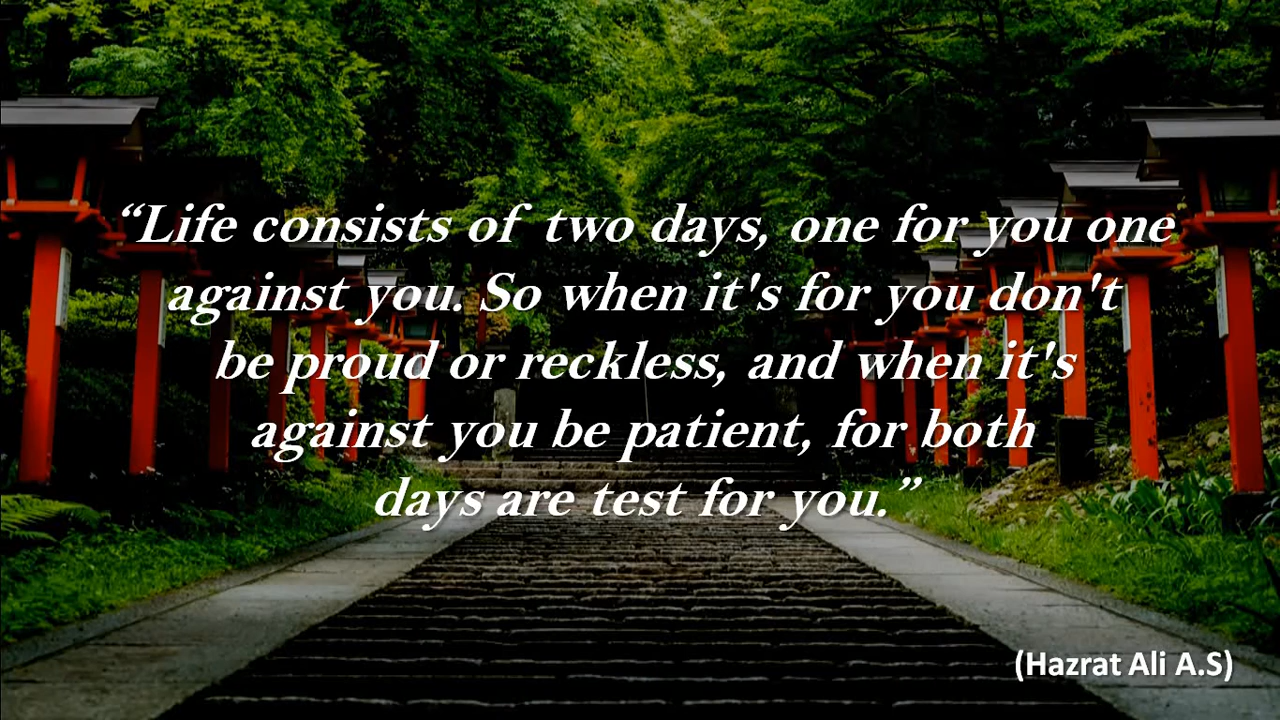 “Life consists of two days, one for you one
against you. So when it's for you don't
be proud or reckless, and when it's
against you be patient, for both
days are test for you.”
(Hazrat Ali A.S)